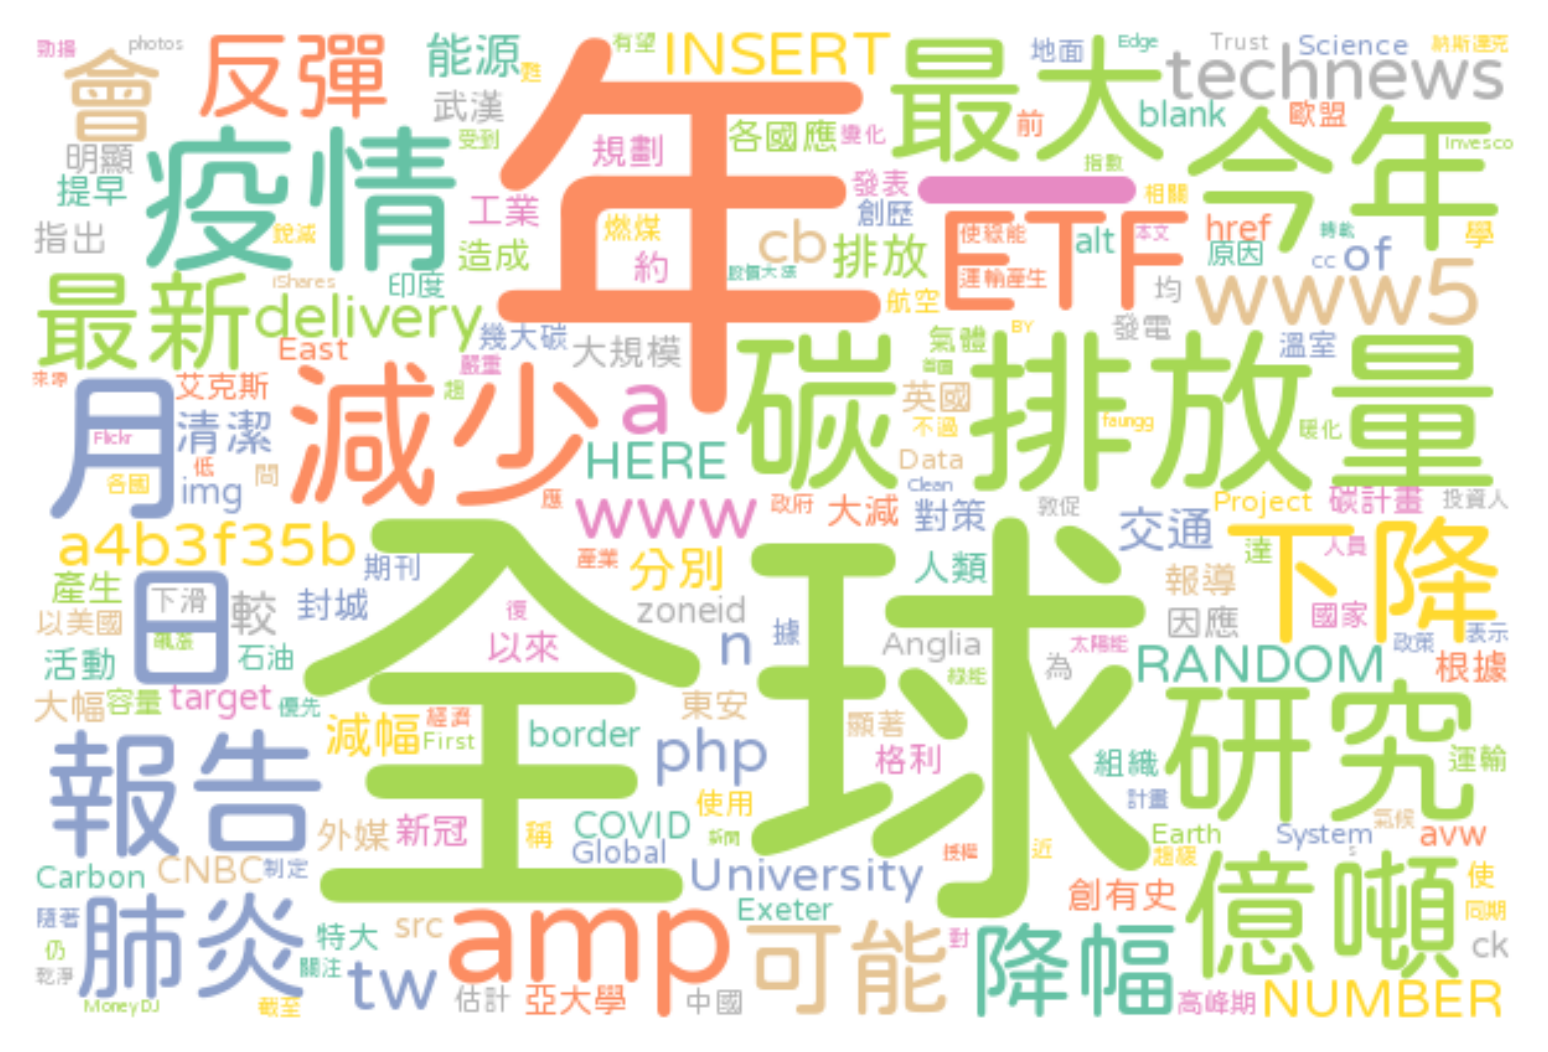 勁揚
photos
反彈
能源
甦
有望
INSERT
最大
地面
Edge
Trust
Science
納斯達克
technews
會
武漢
年
各國應
變化
前
blank
歐盟
今年
Invesco
明顯
疫情
受到
規劃
指數
提早
工業
發表
一
相關
指出
銳減
造成
燃煤
創歷
ETF
使綠能
alt
本文
href
原因
轉載
學
約
cb
排放
cc
of
最新
iShares
印度
股價大漲
運輸產生
均
www5
delivery
航空
BY
發電
East
幾大碳
大規模
氣體
溫室
來源
艾克斯
嚴重
減少
a
碳
排放量
趨
英國
月
Flickr
清潔
不過
faungg
暖化
HERE
Data
低
間
各國
img
應
Clean
www
政府
大減
對策
敦促
Project
碳計畫
投資人
a4b3f35b
交通
下降
期刊
產業
分別
人類
達
人員
產生
日
下滑
較
封城
報導
以美國
復
zoneid
全球
國家
飆漲
n
據
Anglia
因應
政策
表示
活動
石油
以來
太陽能
為
RANDOM
根據
綠能
大幅
容量
target
優先
經濟
東安
顯著
研究
減幅
First
border
php
格利
組織
運輸
報告
計畫
使用
外媒
新冠
稱
COVID
新聞
Earth
System
氣候
avw
Global
授權
近
趨緩
Carbon
CNBC
制定
University
創有史
億噸
使
隨著
肺炎
特大
src
amp
Exeter
可能
對
降幅
同期
仍
ck
乾淨
關注
tw
MoneyDJ
截至
估計
亞大學
中國
高峰期
NUMBER